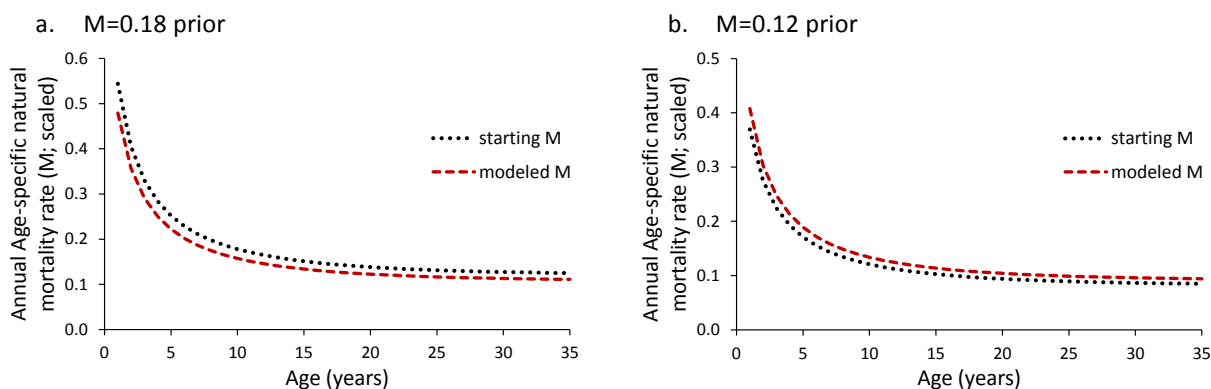 a. M=0.18 prior
Annual Age-specific natural
mortality rate (M; scaled)
0.6
0.5
0.4
0.3
0.2
0.1
0.0
starting M
modeled M
0 5 10 15 20 25 30 35
Age (years)
b. M=0.12 prior
Annual Age-specific natural
mortality rate (M; scaled)
0.5
0.4
0.3
0.2
0.1
0.0
starting M
modeled M
0 5 10 15 20 25 30 35
Age (years)